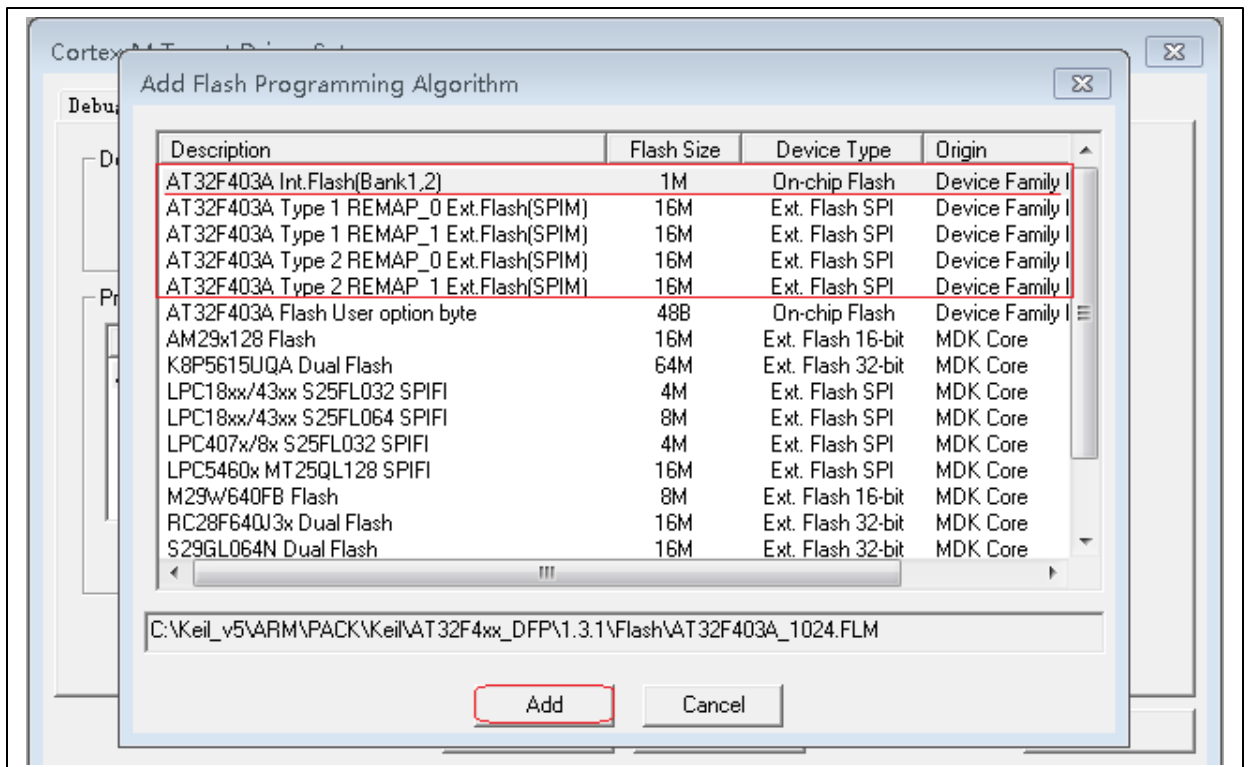 Cortex
Add Flash Programming Algorithm
Debug
Description Flash Size Device Type Origin
AT32F403A Int.Flash(Bank1,2) 1M On-chip Flash Device Family
AT32F403A Type 1 REMAP_0 Ext.Flash(SPIM) 16M Ext. Flash SPI Device Family
AT32F403A Type 1 REMAP_1 Ext.Flash(SPIM) 16M Ext. Flash SPI Device Family
AT32F403A Type 2 REMAP_0 Ext.Flash(SPIM) 16M Ext. Flash SPI Device Family
AT32F403A Type 2 REMAP_1 Ext.Flash(SPIM) 16M Ext. Flash SPI Device Family
AT32F403A Flash User option byte 48B On-chip Flash Device Family
AM29x128 Flash 16M Ext. Flash 16-bit MDK Core
K8P5615UQA Dual Flash 64M Ext. Flash 32-bit MDK Core
LPC18xx/43xx S25FL032 SPIFI 4M Ext. Flash SPI MDK Core
LPC18xx/43xx S25FL064 SPIFI 8M Ext. Flash SPI MDK Core
LPC407x/8x S25FL032 SPIFI 4M Ext. Flash SPI MDK Core
LPC5460x MT25QL128 SPIFI 16M Ext. Flash SPI MDK Core
M29W640FB Flash 8M Ext. Flash 16-bit MDK Core
RC28F640J3x Dual Flash 16M Ext. Flash 32-bit MDK Core
S29GL064N Dual Flash 16M Ext. Flash 32-bit MDK Core
C:\Keil_v5\ARM\PACK\Keil\AT32F4xx_DFP\1.3.1\Flash\AT32F403A_1024.FLM
Add Cancel